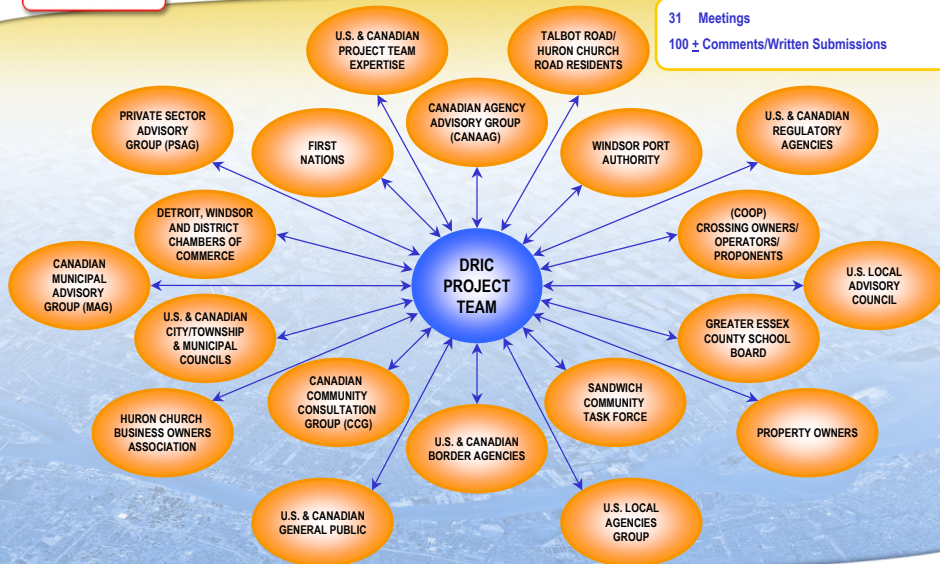 31 Meetings
100 ± Comments/Written Submissions
U.S. & CANADIAN
PROJECT TEAM
EXPERTISE
TALBOT ROAD/
HURON CHURCH
ROAD RESIDENTS
PRIVATE SECTOR
ADVISORY
GROUP (PSAG)
CANADIAN AGENCY
ADVISORY GROUP
(CANAAG)
U.S. & CANADIAN
REGULATORY
AGENCIES
FIRST
NATIONS
WINDSOR PORT
AUTHORITY
DETROIT, WINDSOR
AND DISTRICT
CHAMBERS OF
COMMERCE
(COOP)
CROSSING OWNERS/
OPERATORS/
PROPONENTS
CANADIAN
MUNICIPAL
ADVISORY
GROUP (MAG)
DRIC
PROJECT
TEAM
U.S. LOCAL
ADVISORY
COUNCIL
U.S. & CANADIAN
CITY/TOWNSHIP
& MUNICIPAL
COUNCILS
GREATER ESSEX
COUNTY SCHOOL
BOARD
CANADIAN
COMMUNITY
CONSULTATION
GROUP (CCG)
SANDWICH
COMMUNITY
TASK FORCE
HURON CHURCH
BUSINESS OWNERS
ASSOCIATION
U.S. & CANADIAN
BORDER AGENCIES
PROPERTY OWNERS
U.S. & CANADIAN
GENERAL PUBLIC
U.S. LOCAL
AGENCIES
GROUP